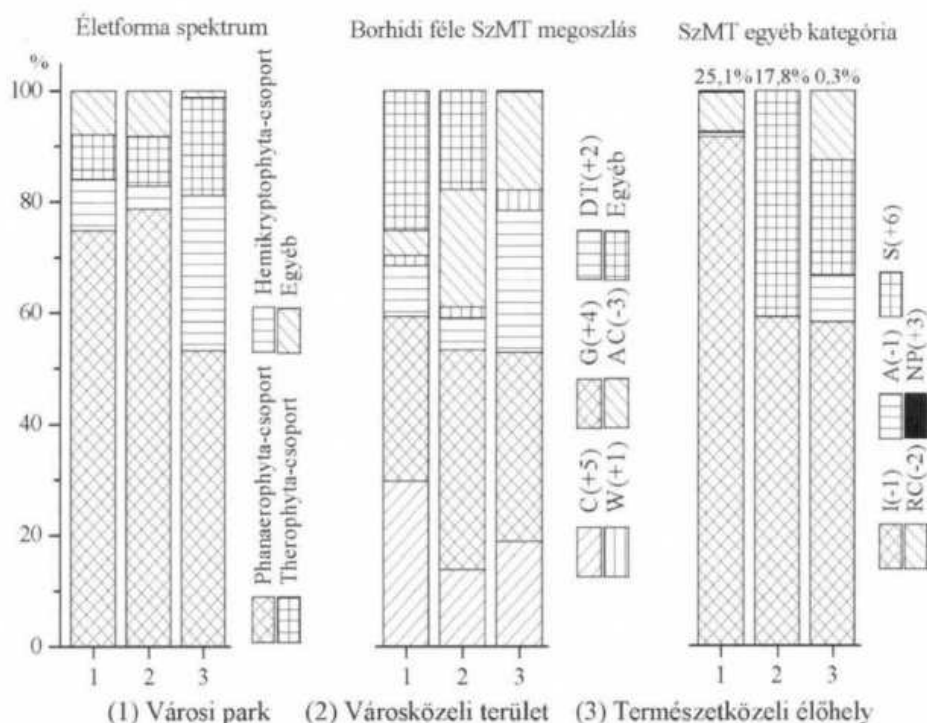 Életforma spektrum
Borhidi féle SzMT megoszlás
SzMT egyéb kategória
%
25,1% 17,8% 0,3%
100
80
60
40
20
0
Phanaerophyta-csoport
Therophyta-csoport
Hemikryptophyta-csoport
Egyéb
C(+5)
W(+1)
G(+4)
AC(-3)
DT(+2)
Egyéb
I(-1)
RC(-2)
A(-1)
NP(+3)
S(+6)
1 2 3
1 2 3
1 2 3
(1) Városi park (2) Városközeli terület (3) Természetközeli élőhely